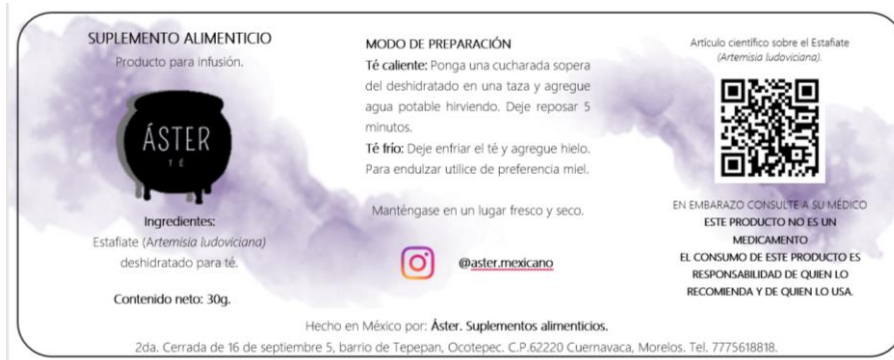 SUPLEMENTO ALIMENTICIO
Producto para infusión.
ÁSTER
TÉ
Ingredientes:
Estafiate (Artemisia ludoviciana)
deshidratado para té.
Contenido neto: 30g.
MODO DE PREPARACIÓN
Té caliente: Ponga una cucharada sopera
del deshidratado en una taza y agregue
agua potable hirviendo. Deje reposar 5
minutos.
Té frío: Deje enfriar el té y agregue hielo.
Para endulzar utilice de preferencia miel.
Manténgase en un lugar fresco y seco.
@aster.mexicano
Artículo científico sobre el Estafiate
(Artemisia ludoviciana).
EN EMBARAZO CONSULTE A SU MÉDICO
ESTE PRODUCTO NO ES UN
MEDICAMENTO
EL CONSUMO DE ESTE PRODUCTO ES
RESPONSABILIDAD DE QUIEN LO
RECOMIENDA Y DE QUIEN LO USA.
Hecho en México por: Áster. Suplementos alimenticios.
2da. Cerrada de 16 de septiembre 5, barrio de Tepepan, Ocotepec. C.P.62220 Cuernavaca, Morelos. Tel. 7775618818.